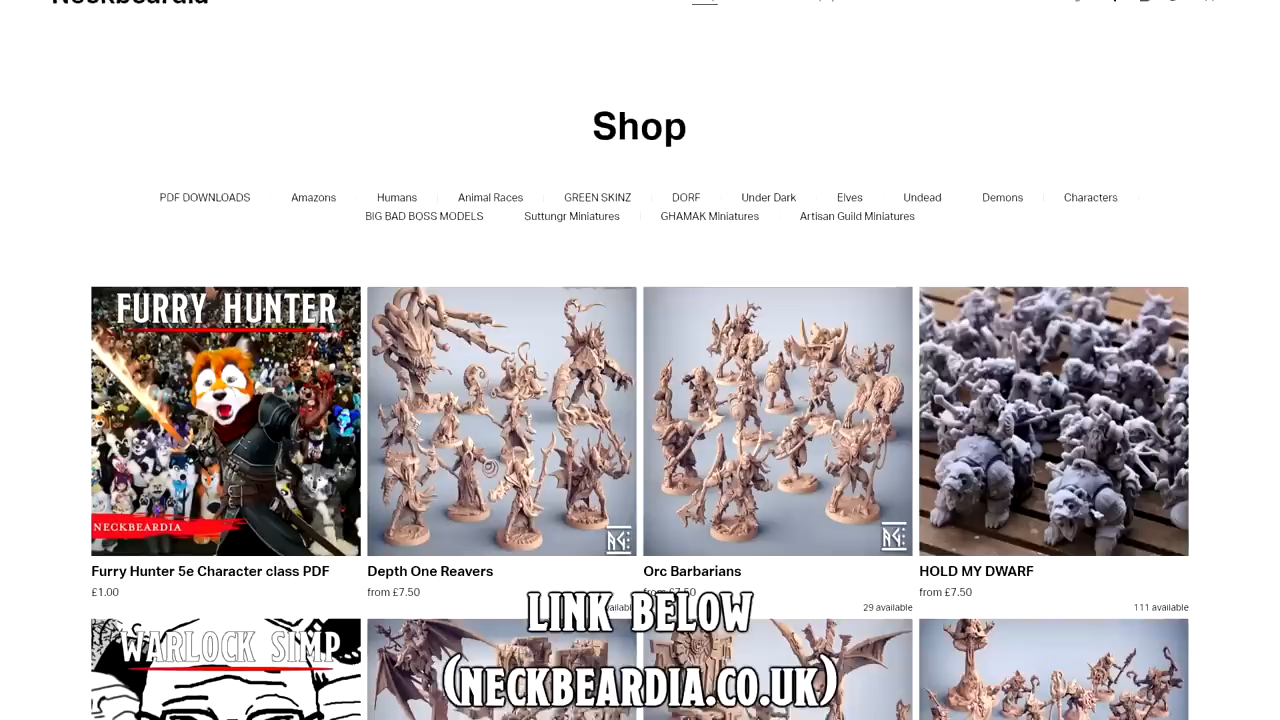 Neckbeardia
Shop
PDF DOWNLOADS Amazons Humans Animal Races GREEN SKINZ DORF Under Dark Elves Undead Demons Characters
BIG BAD BOSS MODELS Suttungr Miniatures GHAMAK Miniatures Artisan Guild Miniatures
FURRY HUNTER
NECKBEARDIA
Furry Hunter 5e Character class PDF
£1.00
Depth One Reavers
from £7.50
Orc Barbarians
from £7.50
29 available
HOLD MY DWARF
from £7.50
111 available
WARLOCK SIMP
LINK BELOW
(NECKBEARDIA.CO.UK)